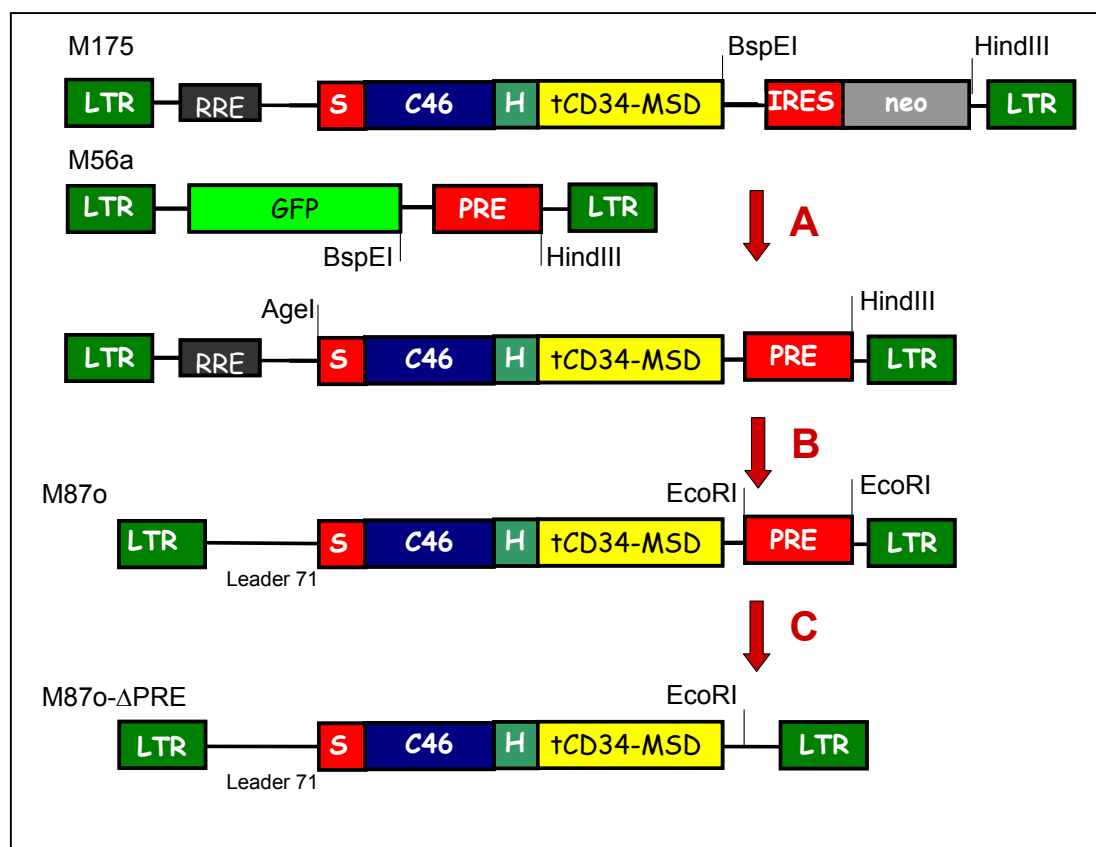 M175
BspEI
HindIII
LTR RRE S C46 H tCD34-MSD IRES neo LTR
M56a
LTR GFP PRE LTR
A
BspEI HindIII
AgeI HindIII
LTR RRE S C46 H tCD34-MSD PRE LTR
B
M87o
EcoRI EcoRI
LTR S C46 H tCD34-MSD PRE LTR
Leader 71
C
M87o-ΔPRE
EcoRI
LTR S C46 H tCD34-MSD LTR
Leader 71